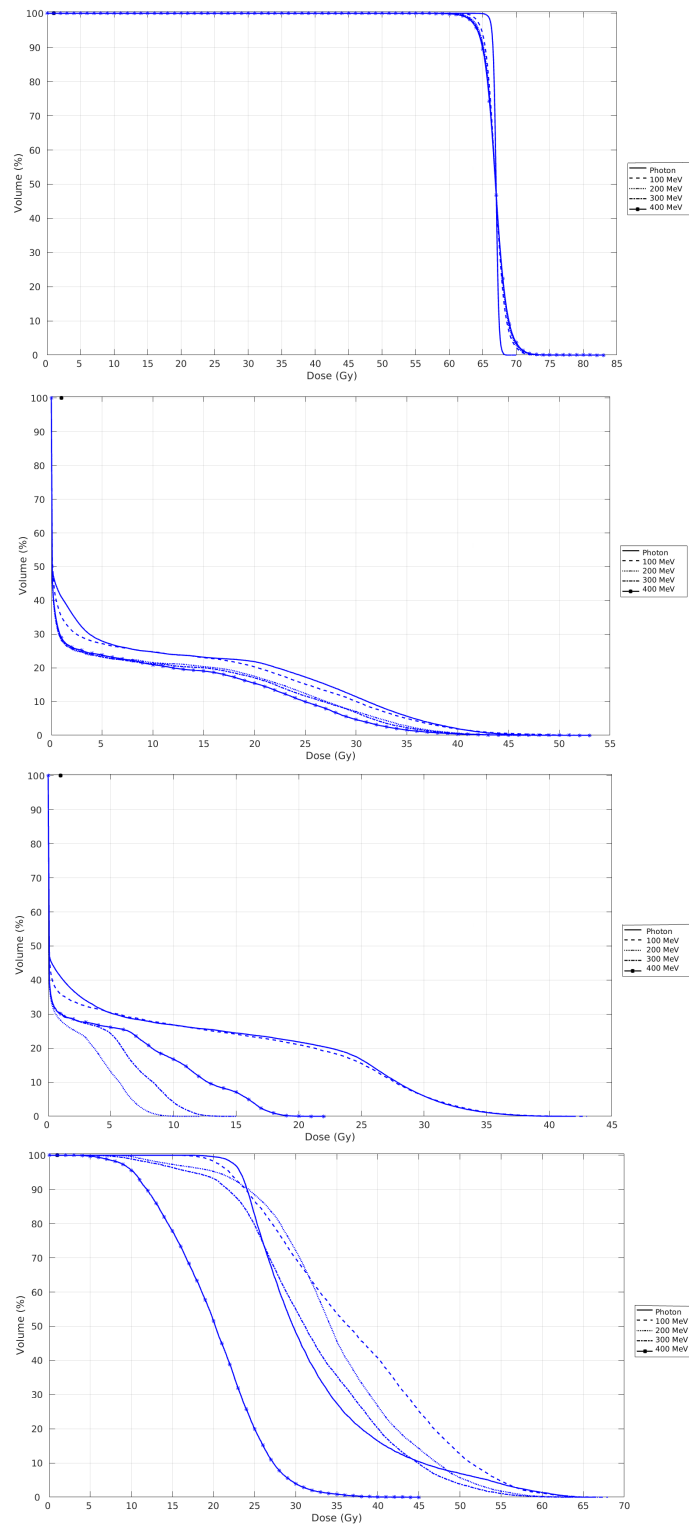 100
90
80
70
60
50
40
30
20
10
0
Volume (%)
0 5 10 15 20 25 30 35 40 45 50 55 60 65 70 75 80 85
Dose (Gy)
Photon
100 MeV
200 MeV
300 MeV
400 MeV
100
90
80
70
60
50
40
30
20
10
0
Volume (%)
0 5 10 15 20 25 30 35 40 45 50 55
Dose (Gy)
Photon
100 MeV
200 MeV
300 MeV
400 MeV
100
90
80
70
60
50
40
30
20
10
0
Volume (%)
0 5 10 15 20 25 30 35 40 45
Dose (Gy)
Photon
100 MeV
200 MeV
300 MeV
400 MeV
100
90
80
70
60
50
40
30
20
10
0
Volume (%)
0 5 10 15 20 25 30 35 40 45 50 55 60 65 70
Dose (Gy)
Photon
100 MeV
200 MeV
300 MeV
400 MeV